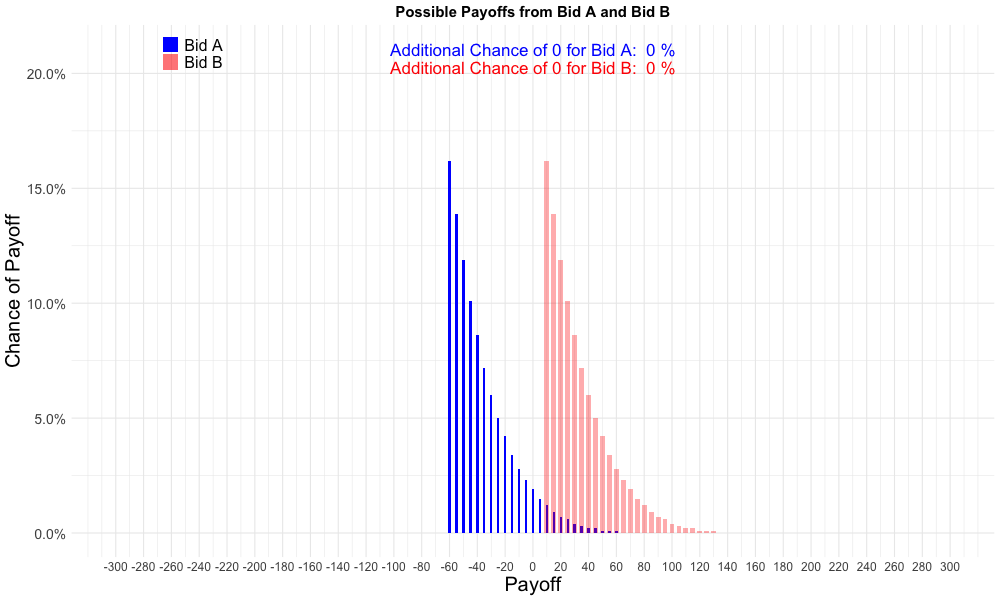 Possible Payoffs from Bid A and Bid B
Bid A
Bid B
Additional Chance of 0 for Bid A: 0 %
Additional Chance of 0 for Bid B: 0 %
Chance of Payoff
20.0%
15.0%
10.0%
5.0%
0.0%
-300 -280 -260 -240 -220 -200 -180 -160 -140 -120 -100 -80 -60 -40 -20 0 20 40 60 80 100 120 140 160 180 200 220 240 260 280 300
Payoff